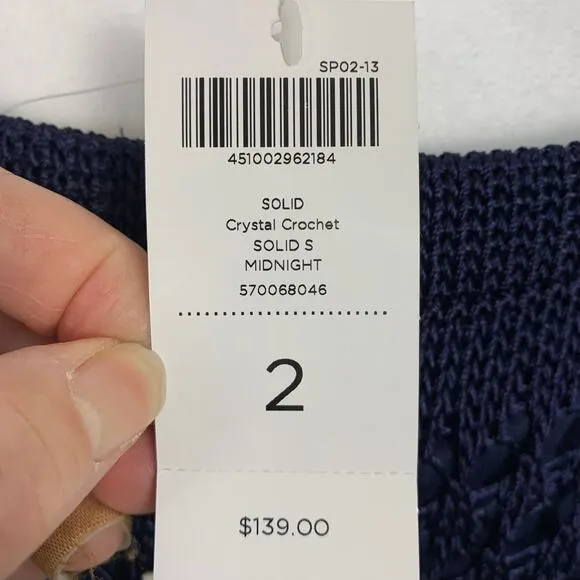 SP02-13
451002962184
SOLID
Crystal Crochet
SOLID S
MIDNIGHT
570068046
2
$139.00